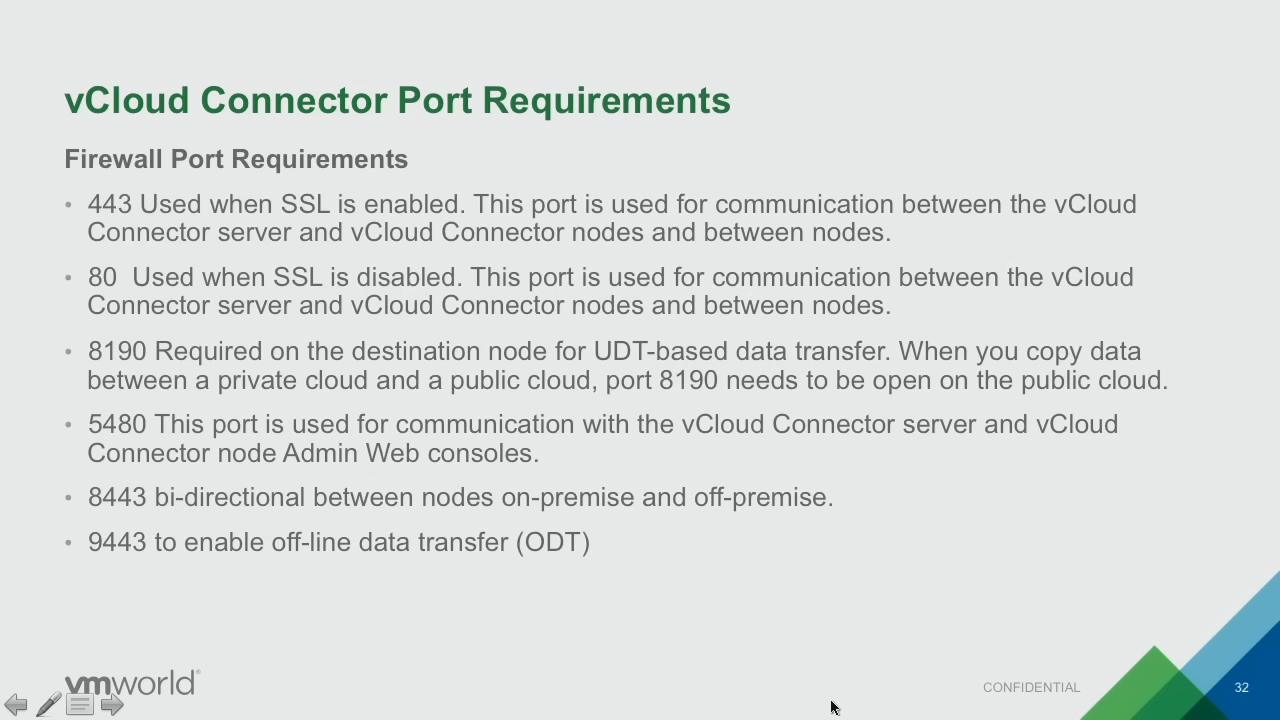 vCloud Connector Port Requirements
Firewall Port Requirements
• 443 Used when SSL is enabled. This port is used for communication between the vCloud
Connector server and vCloud Connector nodes and between nodes.
• 80  Used when SSL is disabled. This port is used for communication between the vCloud
Connector server and vCloud Connector nodes and between nodes.
• 8190 Required on the destination node for UDT-based data transfer. When you copy data
between a private cloud and a public cloud, port 8190 needs to be open on the public cloud.
• 5480 This port is used for communication with the vCloud Connector server and vCloud
Connector node Admin Web consoles.
• 8443 bi-directional between nodes on-premise and off-premise.
• 9443 to enable off-line data transfer (ODT)
vmworld®
CONFIDENTIAL
32